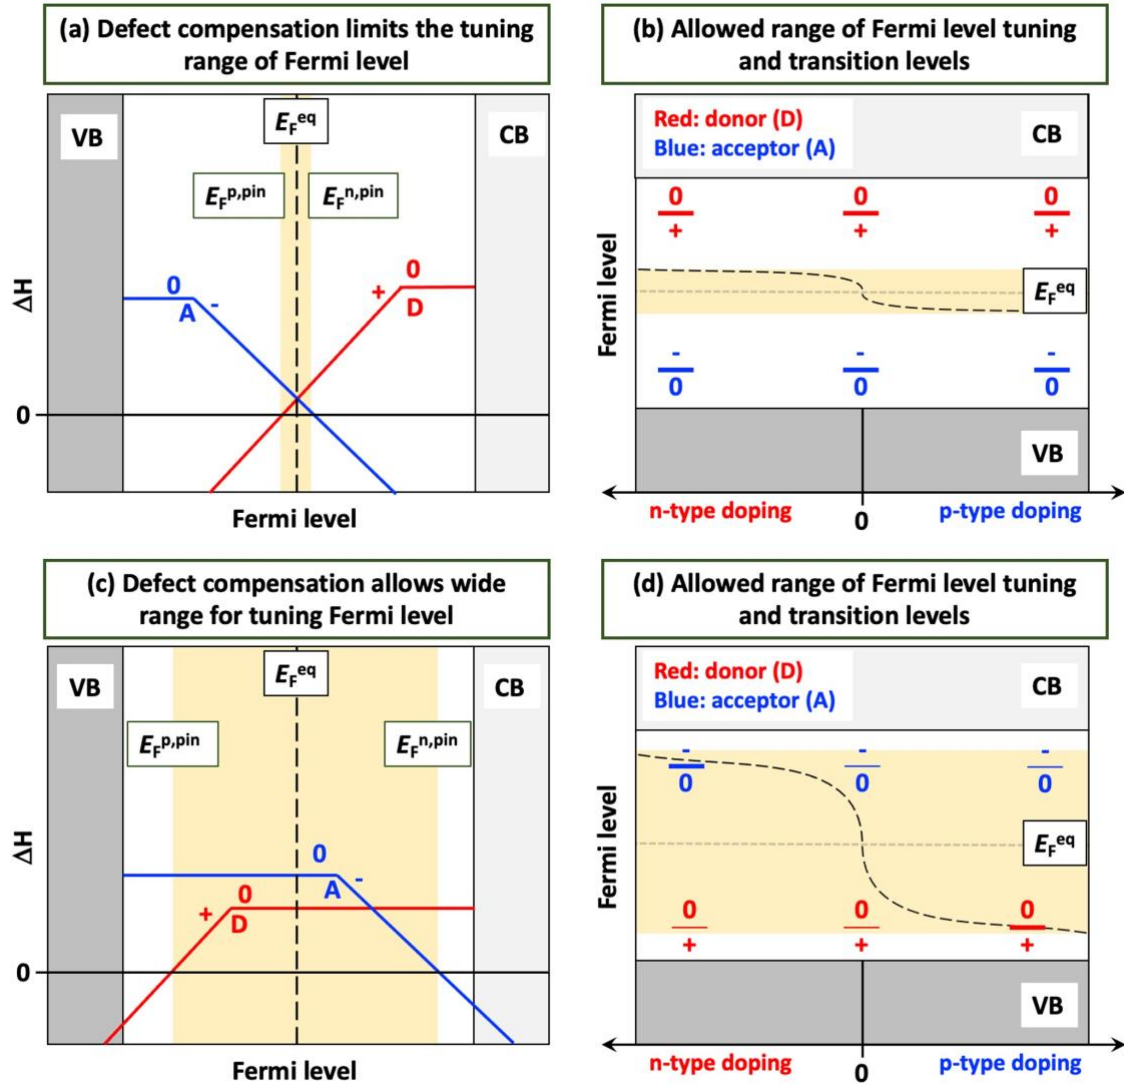 (a) Defect compensation limits the tuning
range of Fermi level
VB
E_F^eq
CB
E_F^p,pin
E_F^n,pin
0
A
-
+
0
D
ΔH
0
Fermi level
(b) Allowed range of Fermi level tuning
and transition levels
Red: donor (D)
Blue: acceptor (A)
CB
0
+
0
+
0
+
Fermi level
E_F^eq
-
0
-
0
-
0
VB
n-type doping
0
p-type doping
(c) Defect compensation allows wide
range for tuning Fermi level
VB
E_F^eq
CB
E_F^p,pin
E_F^n,pin
0
A
-
0
+
D
ΔH
0
Fermi level
(d) Allowed range of Fermi level tuning
and transition levels
Red: donor (D)
Blue: acceptor (A)
CB
-
0
-
0
-
0
Fermi level
E_F^eq
0
+
0
+
0
+
VB
n-type doping
0
p-type doping